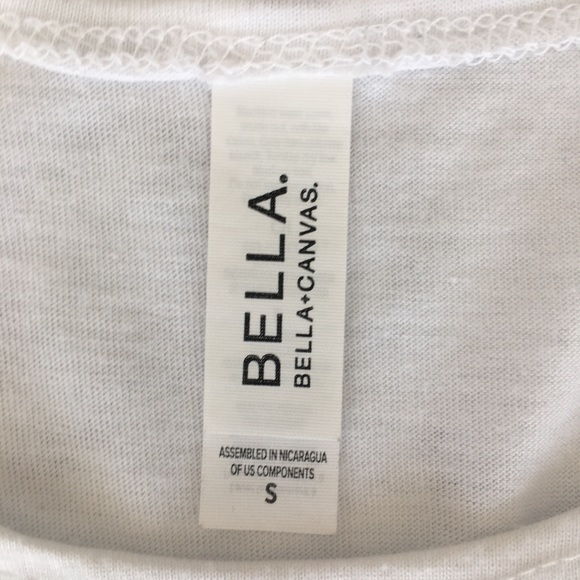 BELLA.
BELLA+CANVAS.
ASSEMBLED IN NICARAGUA
OF US COMPONENTS
S